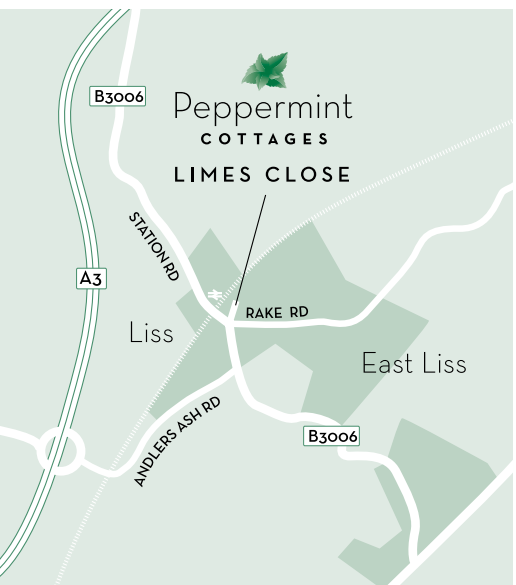 B3006
Peppermint
COTTAGES
LIMES CLOSE
STATION RD
A3
RAKE RD
Liss
East Liss
ANDLERS ASH RD
B3006